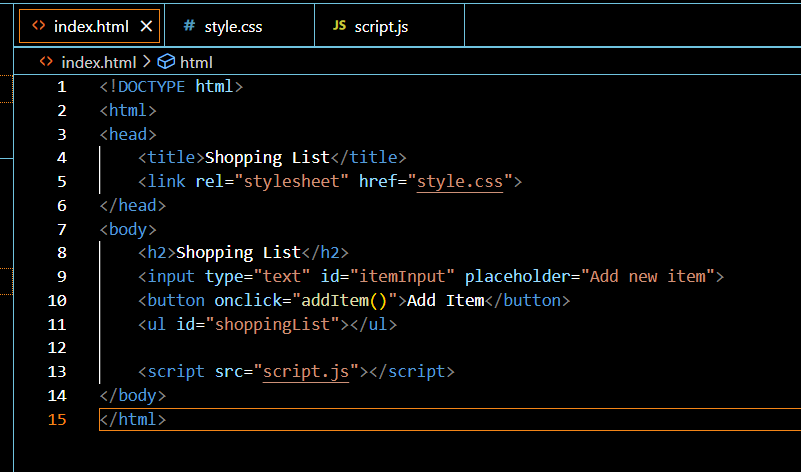 index.html
# style.css
JS script.js
index.html > html
1 <!DOCTYPE html>
2 <html>
3 <head>
4     <title>Shopping List</title>
5     <link rel="stylesheet" href="style.css">
6 </head>
7 <body>
8     <h2>Shopping List</h2>
9     <input type="text" id="itemInput" placeholder="Add new item">
10     <button onclick="addItem()">Add Item</button>
11     <ul id="shoppingList"></ul>
12
13     <script src="script.js"></script>
14 </body>
15 </html>